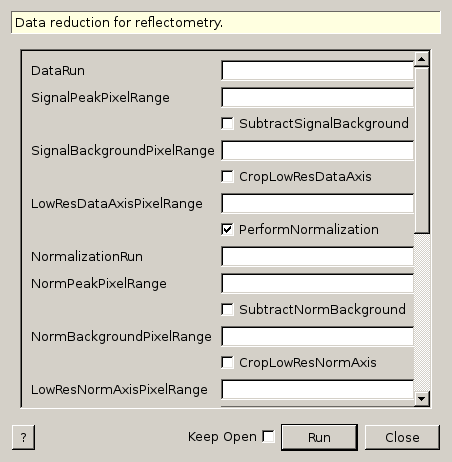 Data reduction for reflectometry.
DataRun
SignalPeakPixelRange
SubtractSignalBackground
SignalBackgroundPixelRange
CropLowResDataAxis
LowResDataAxisPixelRange
PerformNormalization
NormalizationRun
NormPeakPixelRange
SubtractNormBackground
NormBackgroundPixelRange
CropLowResNormAxis
LowResNormAxisPixelRange
? Keep Open Run Close